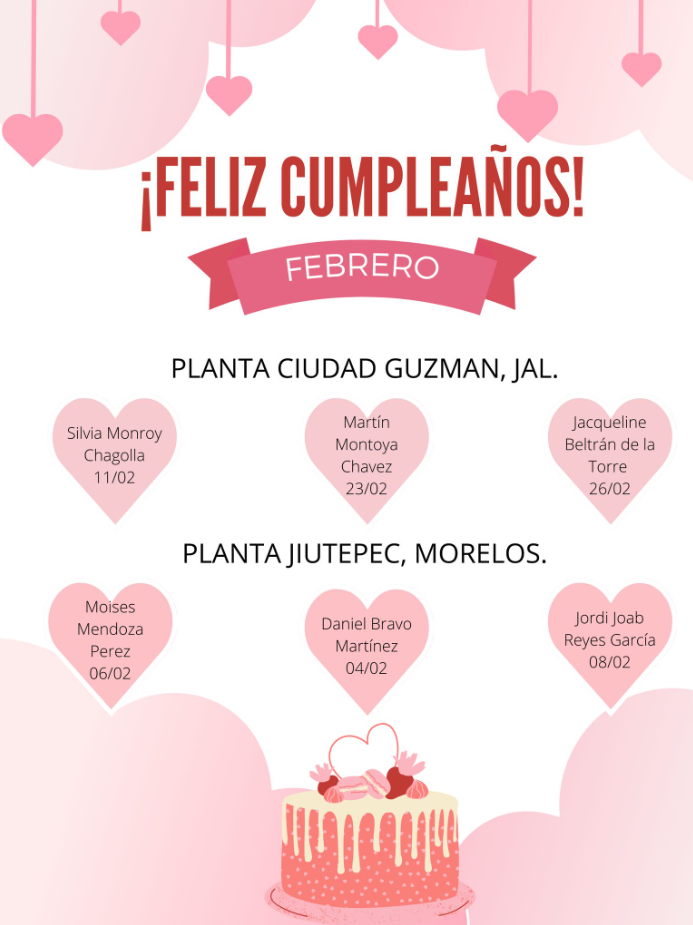 ¡FELIZ CUMPLEAÑOS!
FEBRERO
PLANTA CIUDAD GUZMAN, JAL.
Silvia Monroy
Chagolla
11/02
Martín
Montoya
Chavez
23/02
Jacqueline
Beltrán de la
Torre
26/02
PLANTA JIUTEPEC, MORELOS.
Moises
Mendoza
Perez
06/02
Daniel Bravo
Martínez
04/02
Jordi Joab
Reyes García
08/02